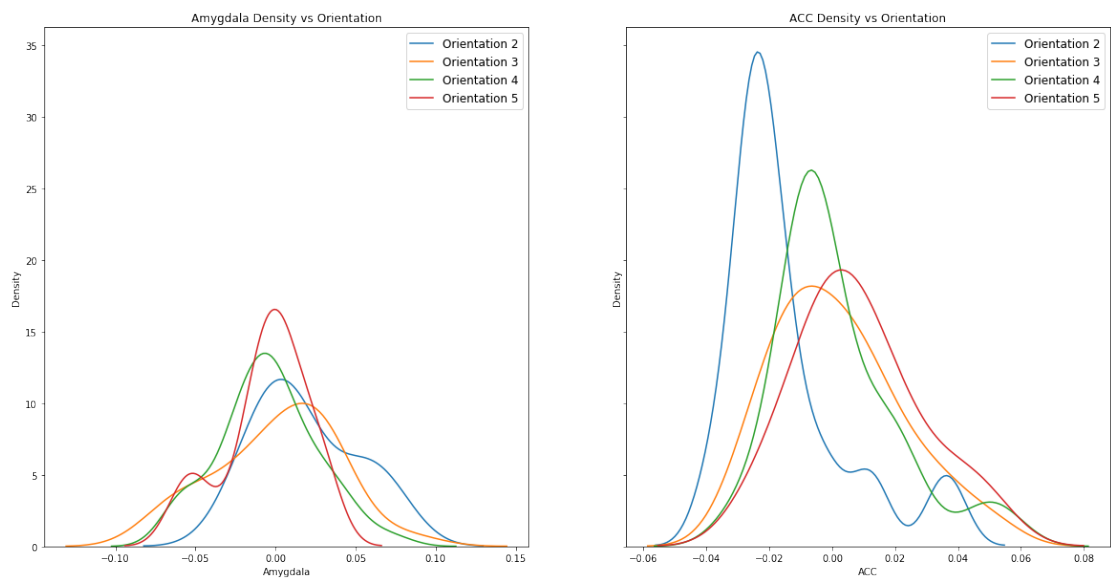 Amygdala Density vs Orientation
35
30
25
20
15
10
5
0
Density
−0.10
−0.05
0.00
0.05
0.10
0.15
Amygdala
Orientation 2
Orientation 3
Orientation 4
Orientation 5
ACC Density vs Orientation
Density
−0.06
−0.04
−0.02
0.00
0.02
0.04
0.06
0.08
ACC
Orientation 2
Orientation 3
Orientation 4
Orientation 5